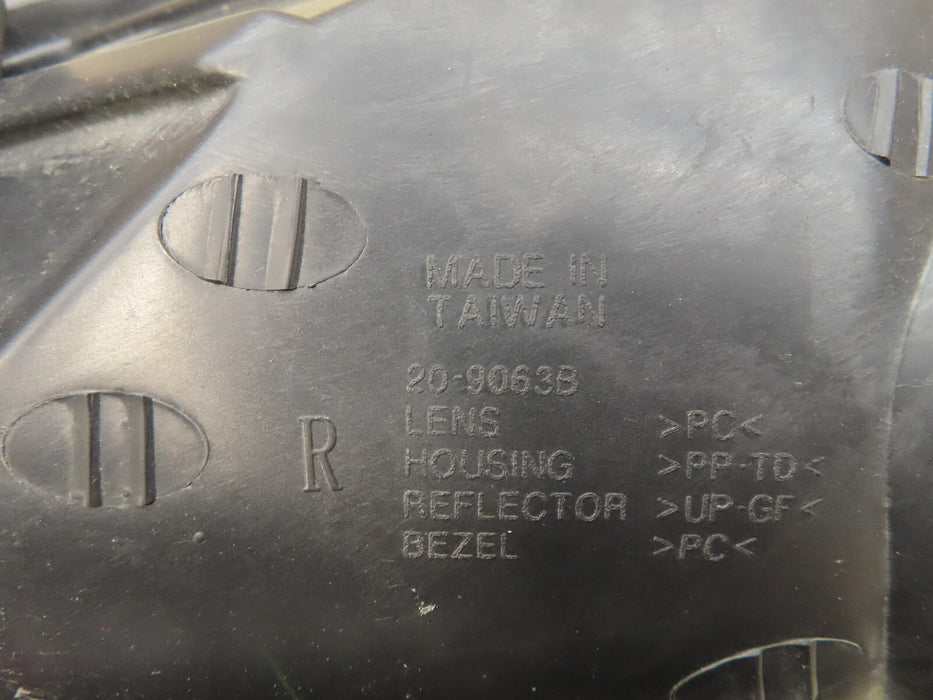 MADE IN
TAIWAN
20-9063B
LENS >PC<
R
HOUSING >PP-TD<
REFLECTOR >UP-GF<
BEZEL >PC<